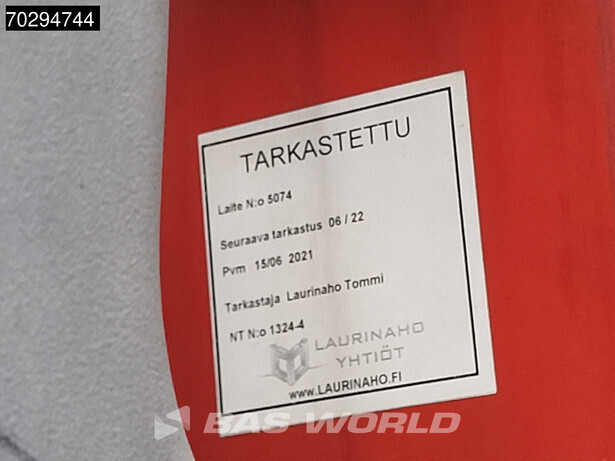 70294744
TARKASTETTU
Laite N:o 5074
Seuraava tarkastus 06 / 22
Pvm 15/06 2021
Tarkastaja Laurinaho Tommi
NT N:o 1324-4
LAURINAHO
YHTIÖT
www.LAURINAHO.FI
BAS WORLD